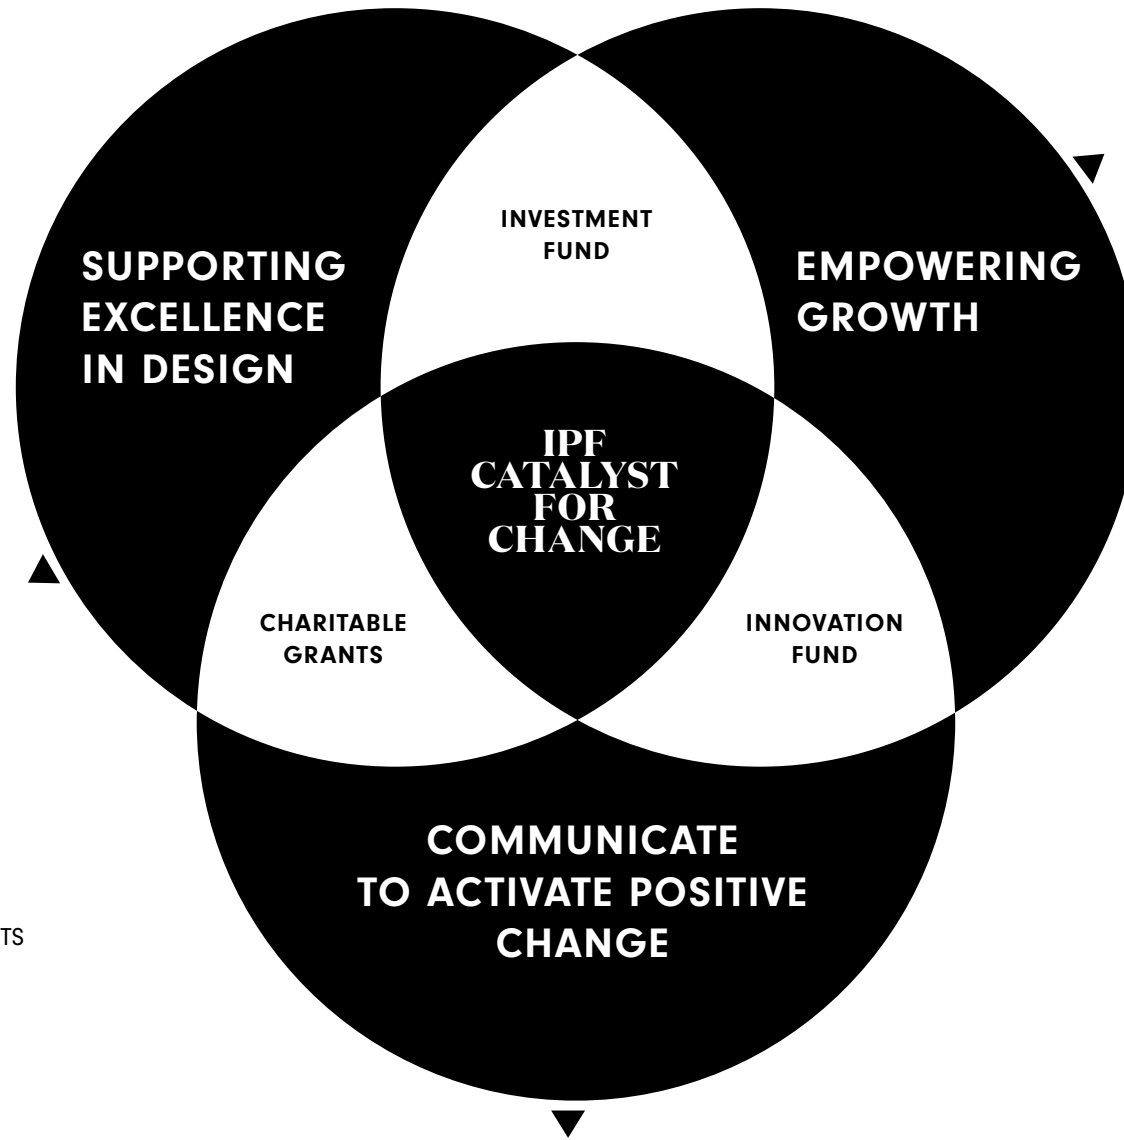 INVESTMENT
FUND
SUPPORTING
EXCELLENCE
IN DESIGN
EMPOWERING
GROWTH
IPF
CATALYST
FOR
CHANGE
CHARITABLE
GRANTS
INNOVATION
FUND
COMMUNICATE
TO ACTIVATE POSITIVE
CHANGE
TS